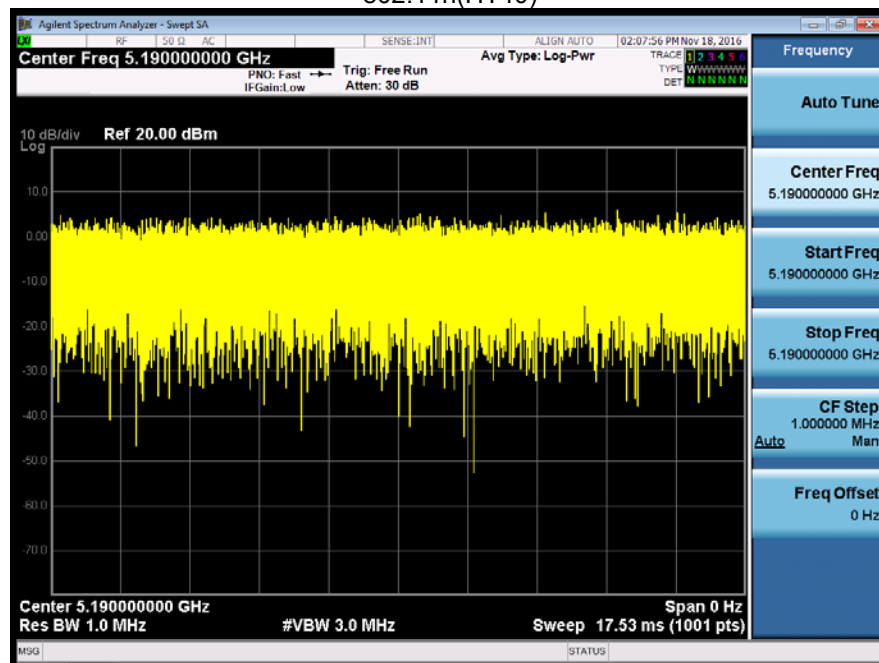 802.11n(HT40)
Agilent Spectrum Analyzer - Swept SA
LXI RF 50 Ω AC SENSE:INT ALIGN AUTO 02:07:56 PM Nov 18, 2016
Center Freq 5.190000000 GHz
PNO: Fast
IFGain:Low
Trig: Free Run
Atten: 30 dB
Avg Type: Log-Pwr
TRACE 1 2 3 4 5 6
TYPE WWWWWW
DET N N N N N N
10 dB/div Ref 20.00 dBm
Log
10.0
0.00
-10.0
-20.0
-30.0
-40.0
-50.0
-60.0
-70.0
Center 5.190000000 GHz Span 0 Hz
Res BW 1.0 MHz #VBW 3.0 MHz Sweep 17.53 ms (1001 pts)
MSG STATUS
Frequency
Auto Tune
Center Freq
5.190000000 GHz
Start Freq
5.190000000 GHz
Stop Freq
5.190000000 GHz
CF Step
1.000000 MHz
Auto Man
Freq Offset
0 Hz